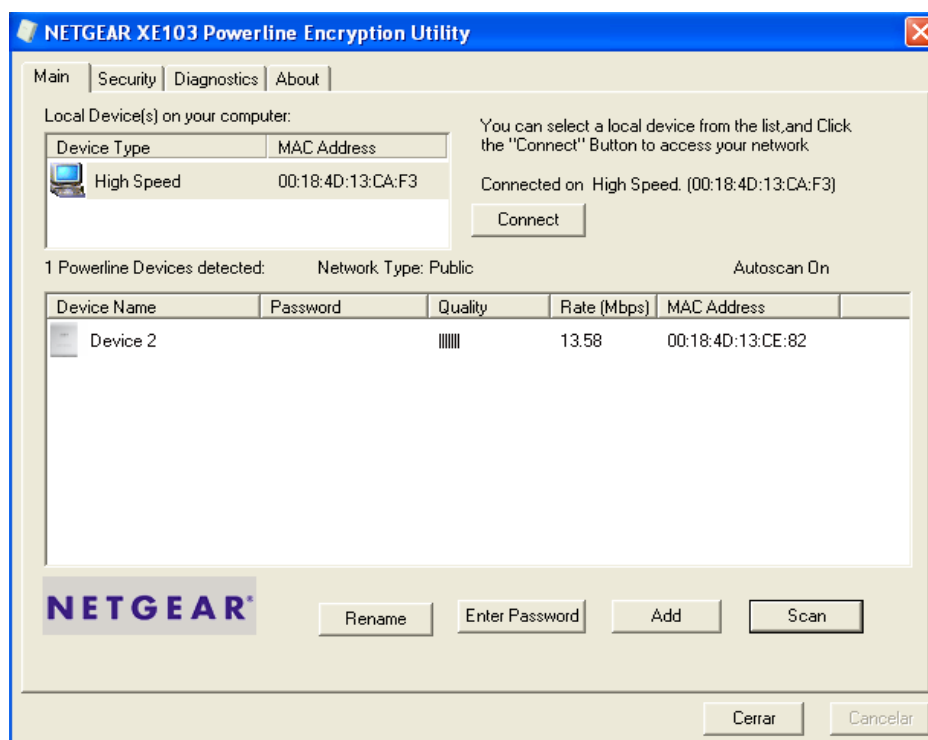 NETGEAR XE103 Powerline Encryption Utility
Main Security Diagnostics About
Local Device(s) on your computer:
Device Type MAC Address
High Speed 00:18:4D:13:CA:F3
You can select a local device from the list,and Click
the "Connect" Button to access your network
Connected on High Speed. (00:18:4D:13:CA:F3)
Connect
1 Powerline Devices detected: Network Type: Public Autoscan On
Device Name Password Quality Rate (Mbps) MAC Address
Device 2 13.58 00:18:4D:13:CE:82
NETGEAR®
Rename Enter Password Add Scan
Cerrar Cancelar